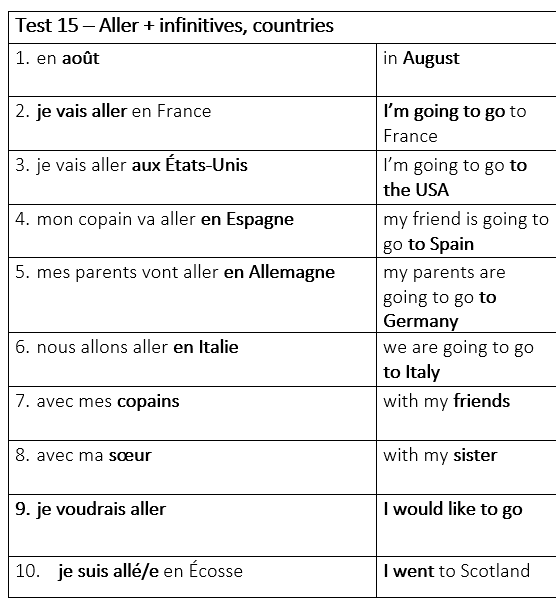 Test 15 – Aller + infinitives, countries
1. en août
in August
2. je vais aller en France
I'm going to go to
France
3. je vais aller aux États-Unis
I'm going to go to
the USA
4. mon copain va aller en Espagne
my friend is going to
go to Spain
5. mes parents vont aller en Allemagne
my parents are
going to go to
Germany
6. nous allons aller en Italie
we are going to go
to Italy
7. avec mes copains
with my friends
8. avec ma sœur
with my sister
9. je voudrais aller
I would like to go
10. je suis allé/e en Écosse
I went to Scotland